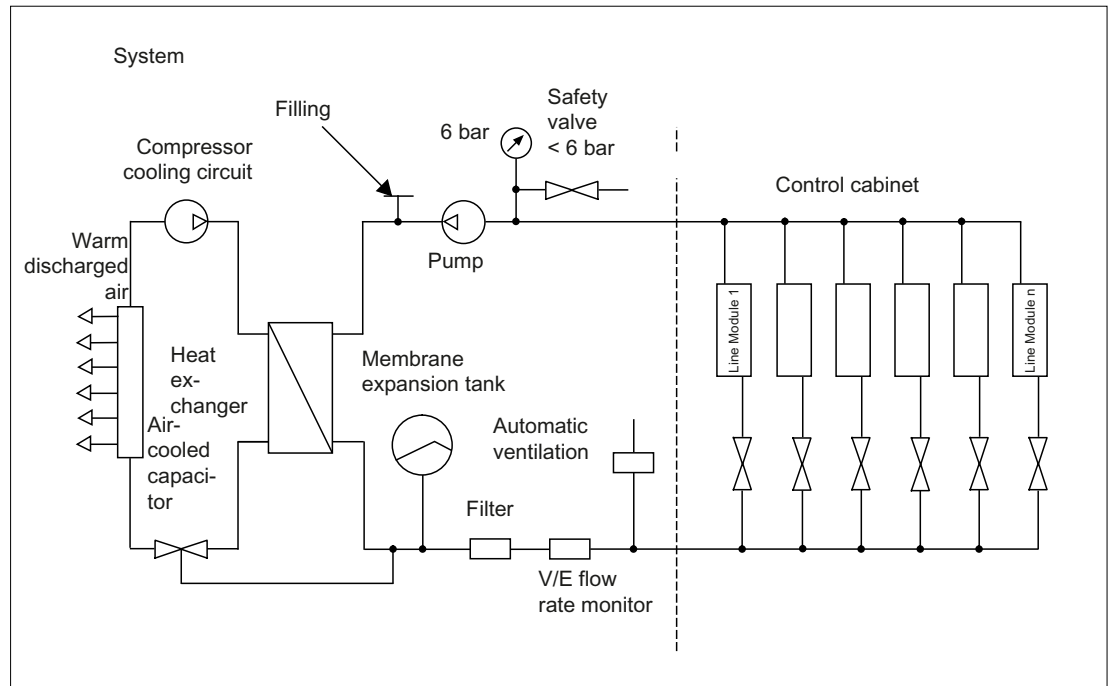 System
Filling
6 bar
Safety
valve
< 6 bar
Compressor
cooling circuit
Control cabinet
Warm
discharged
air
Pump
Line Module 1
Line Module n
Heat
ex-
changer
Membrane
expansion tank
Air-
cooled
capaci-
tor
Automatic
ventilation
Filter
V/E flow
rate monitor